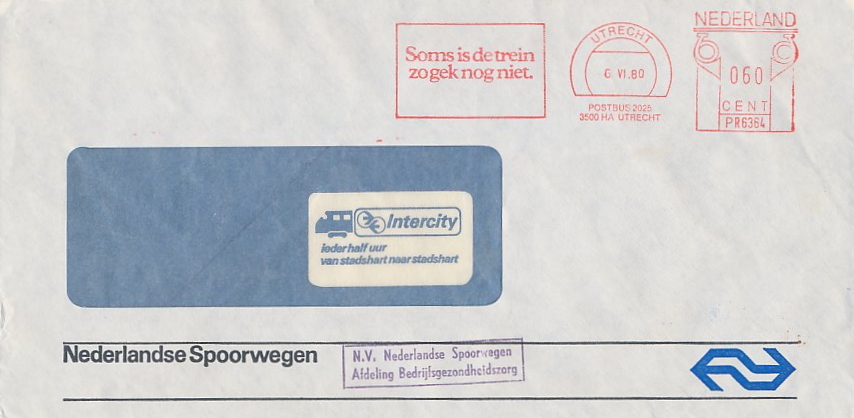 Soms is de trein
zo gek nog niet.
UTRECHT
6 VI.80
POSTBUS 2025
3500 HA UTRECHT
NEDERLAND
060
CENT
PR6364
Intercity
ieder half uur
van stadshart naar stadshart
Nederlandse Spoorwegen
N.V. Nederlandse Spoorwegen
Afdeling Bedrijfsgezondheidszorg